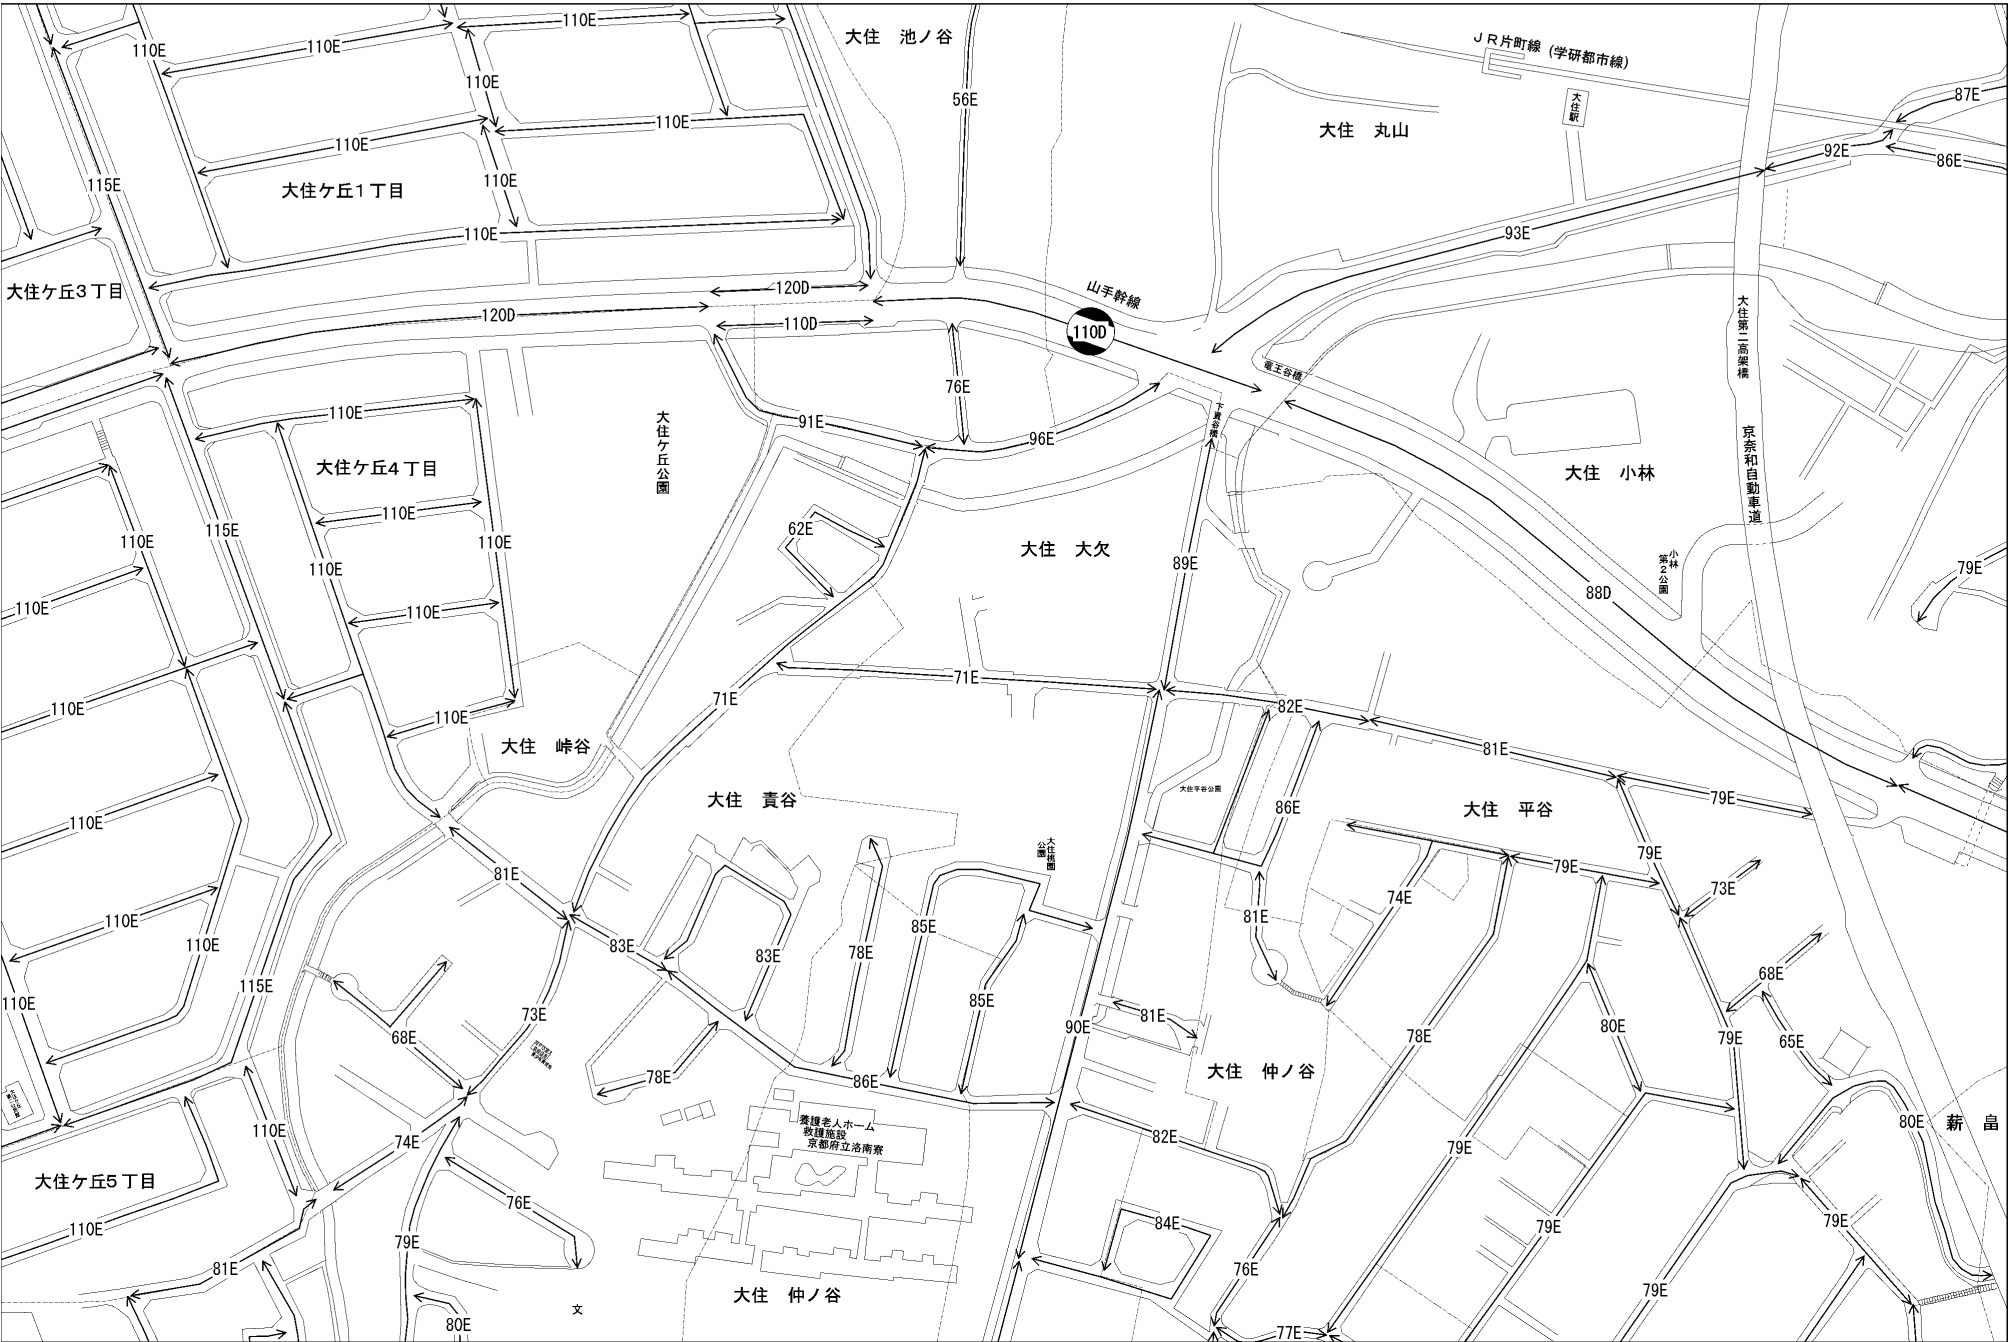 110E
110E
大住　池ノ谷
JR片町線（学研都市線）
110E
110E
56E
87E
大住駅
110E
大住　丸山
110E
92E
86E
115E
110E
大住ケ丘1丁目
110E
110E
93E
大住ケ丘3丁目
120D
山手幹線
120D
110D
110D
大住第二高架橋
竜王谷橋
76E
110E
91E
下責谷橋
96E
大住ケ丘公園
大住ケ丘4丁目
大住　小林
京奈和自動車道
110E
115E
62E
110E
110E
大住　大欠
110E
89E
小林
第2公園
79E
88D
110E
110E
71E
110E
71E
110E
82E
大住　峠谷
81E
大住平谷公園
大住　責谷
86E
79E
大住　平谷
110E
大住桃園
公園
81E
79E
79E
73E
74E
110E
85E
81E
110E
83E
83E
78E
68E
115E
85E
110E
73E
81E
90E
80E
78E
79E
65E
68E
大住　仲ノ谷
78E
86E
養護老人ホーム
救護施設
京都府立洛南寮
80E
薪　畠
110E
74E
82E
79E
大住ケ丘5丁目
76E
84E
79E
79E
110E
79E
81E
76E
大住　仲ノ谷
79E
文
80E
77E